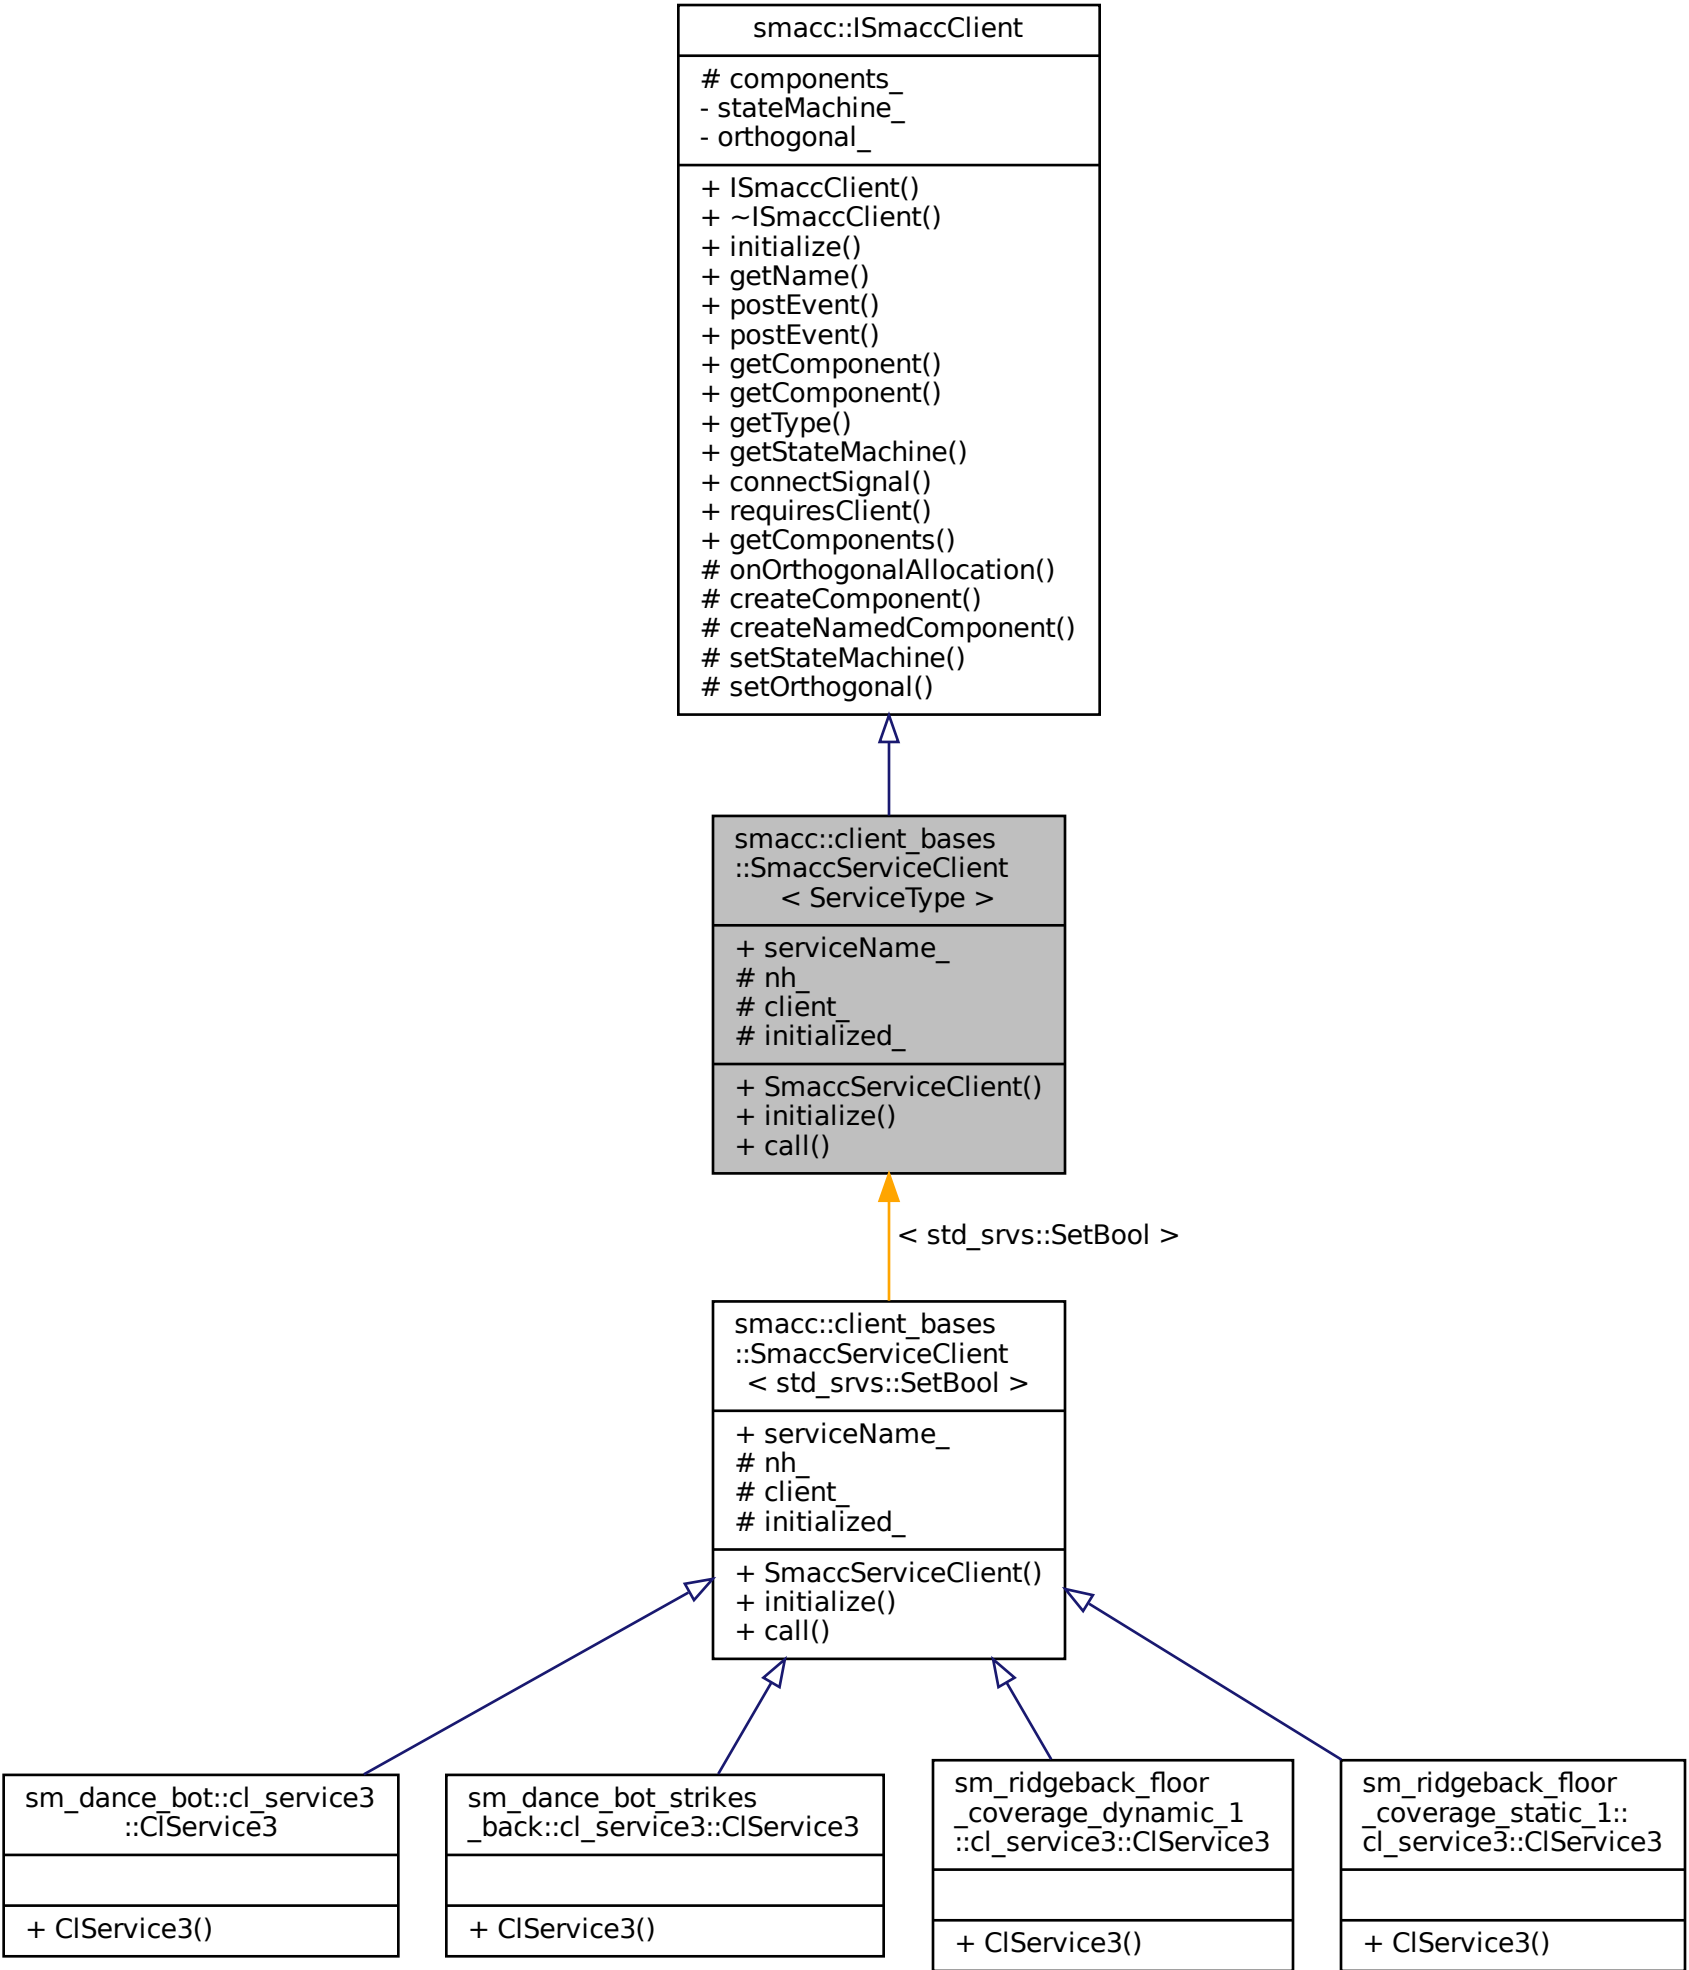 smacc::ISmaccClient
# components_
- stateMachine_
- orthogonal_
+ ISmaccClient()
+ ~ISmaccClient()
+ initialize()
+ getName()
+ postEvent()
+ postEvent()
+ getComponent()
+ getComponent()
+ getType()
+ getStateMachine()
+ connectSignal()
+ requiresClient()
+ getComponents()
# onOrthogonalAllocation()
# createComponent()
# createNamedComponent()
# setStateMachine()
# setOrthogonal()
smacc::client_bases
::SmaccServiceClient
< ServiceType >
+ serviceName_
# nh_
# client_
# initialized_
+ SmaccServiceClient()
+ initialize()
+ call()
< std_srvs::SetBool >
smacc::client_bases
::SmaccServiceClient
< std_srvs::SetBool >
+ serviceName_
# nh_
# client_
# initialized_
+ SmaccServiceClient()
+ initialize()
+ call()
sm_dance_bot::cl_service3
::ClService3
+ ClService3()
sm_dance_bot_strikes
_back::cl_service3::ClService3
+ ClService3()
sm_ridgeback_floor
_coverage_dynamic_1
::cl_service3::ClService3
+ ClService3()
sm_ridgeback_floor
_coverage_static_1::
cl_service3::ClService3
+ ClService3()